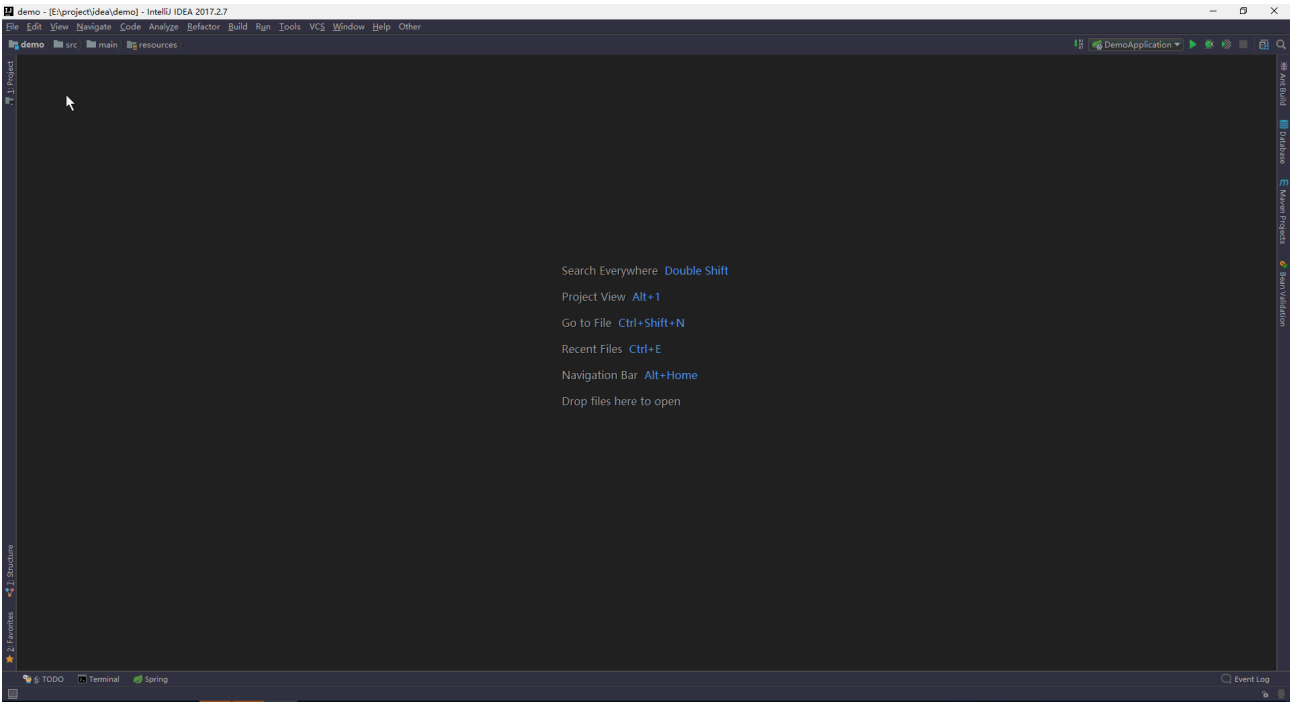 demo - [E:\project\idea\demo] - IntelliJ IDEA 2017.2.7
File Edit View Navigate Code Analyze Refactor Build Run Tools VCS Window Help Other
demo src main resources DemoApplication
1: Project
Ant Build
Database
Maven Projects
Bean Validation
Search Everywhere Double Shift
Project View Alt+1
Go to File Ctrl+Shift+N
Recent Files Ctrl+E
Navigation Bar Alt+Home
Drop files here to open
7: Structure
2: Favorites
6: TODO Terminal Spring Event Log